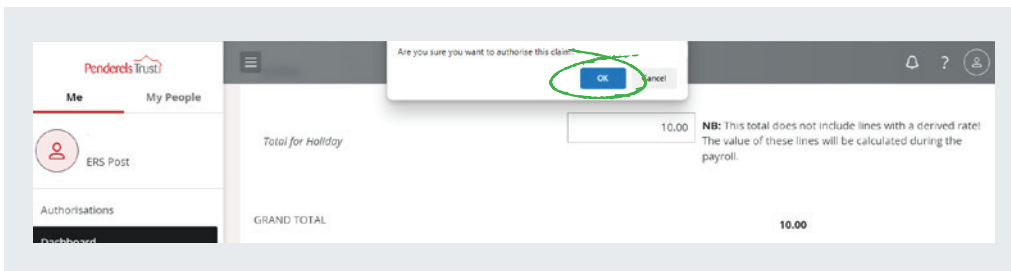 Penderels Trust
Me My People
ERS Post
Authorisations
Dashboard
Are you sure you want to authorise this claim
OK Cancel
?
Total for Holiday
10.00
NB: This total does not include lines with a derived rate!
The value of these lines will be calculated during the
payroll.
GRAND TOTAL
10.00